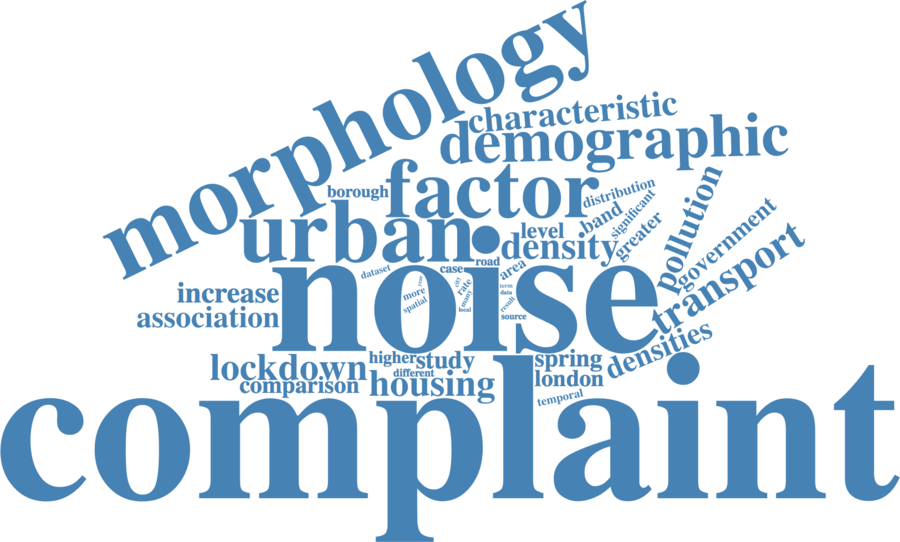 morphology
characteristic
demographic
borough
factor
distribution
pollution
urban
band
significant
level
greater
government
density
transport
road
case
dataset
area
noise
year
city
more
rate
many
spatial
local
term
data
result
source
increase
association
densities
lockdown
higher
study
spring
different
comparison
housing
london
temporal
complaint